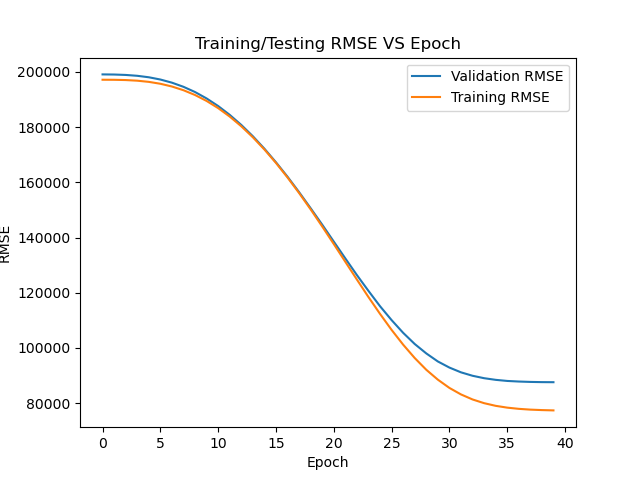 Training/Testing RMSE VS Epoch
Validation RMSE
Training RMSE
200000
180000
160000
140000
120000
100000
80000
RMSE
0 5 10 15 20 25 30 35 40
Epoch